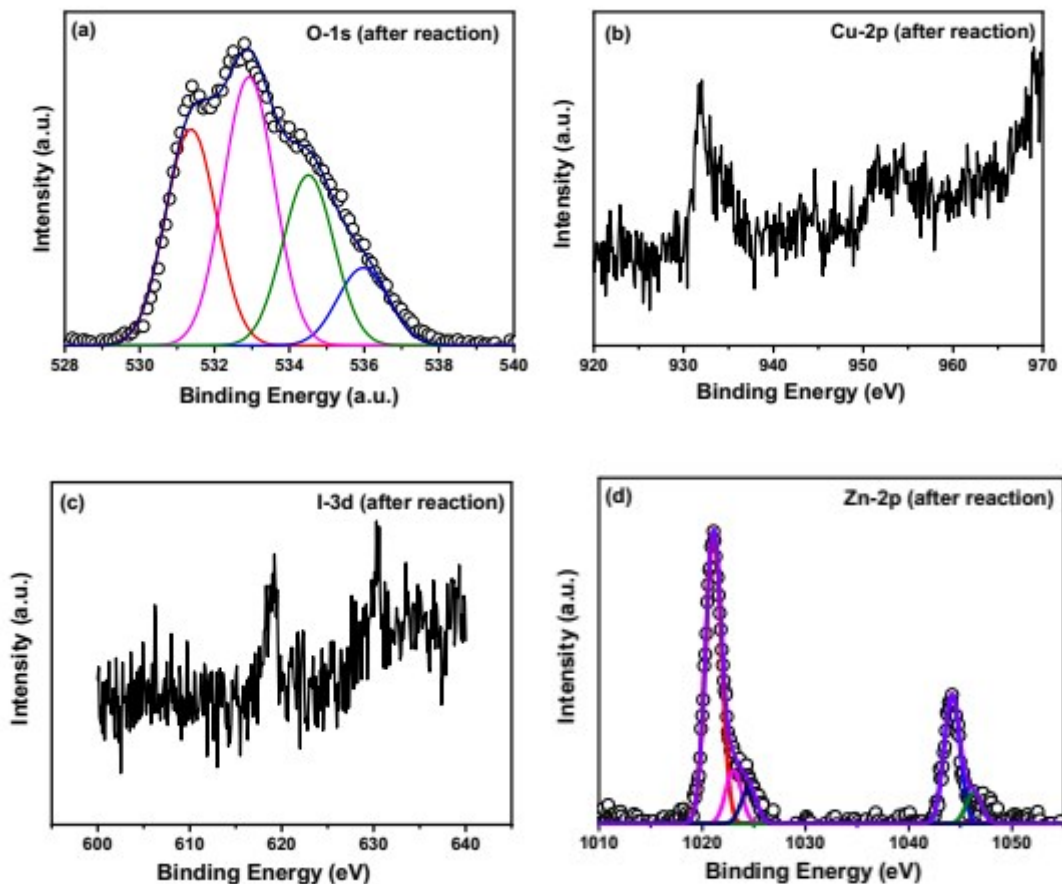 (a)
O-1s (after reaction)
Intensity (a.u.)
528 530 532 534 536 538 540
Binding Energy (a.u.)
(b)
Cu-2p (after reaction)
Intensity (a.u.)
920 930 940 950 960 970
Binding Energy (eV)
(c)
I-3d (after reaction)
Intensity (a.u.)
600 610 620 630 640
Binding Energy (eV)
(d)
Zn-2p (after reaction)
Intensity (a.u.)
1010 1020 1030 1040 1050
Binding Energy (eV)